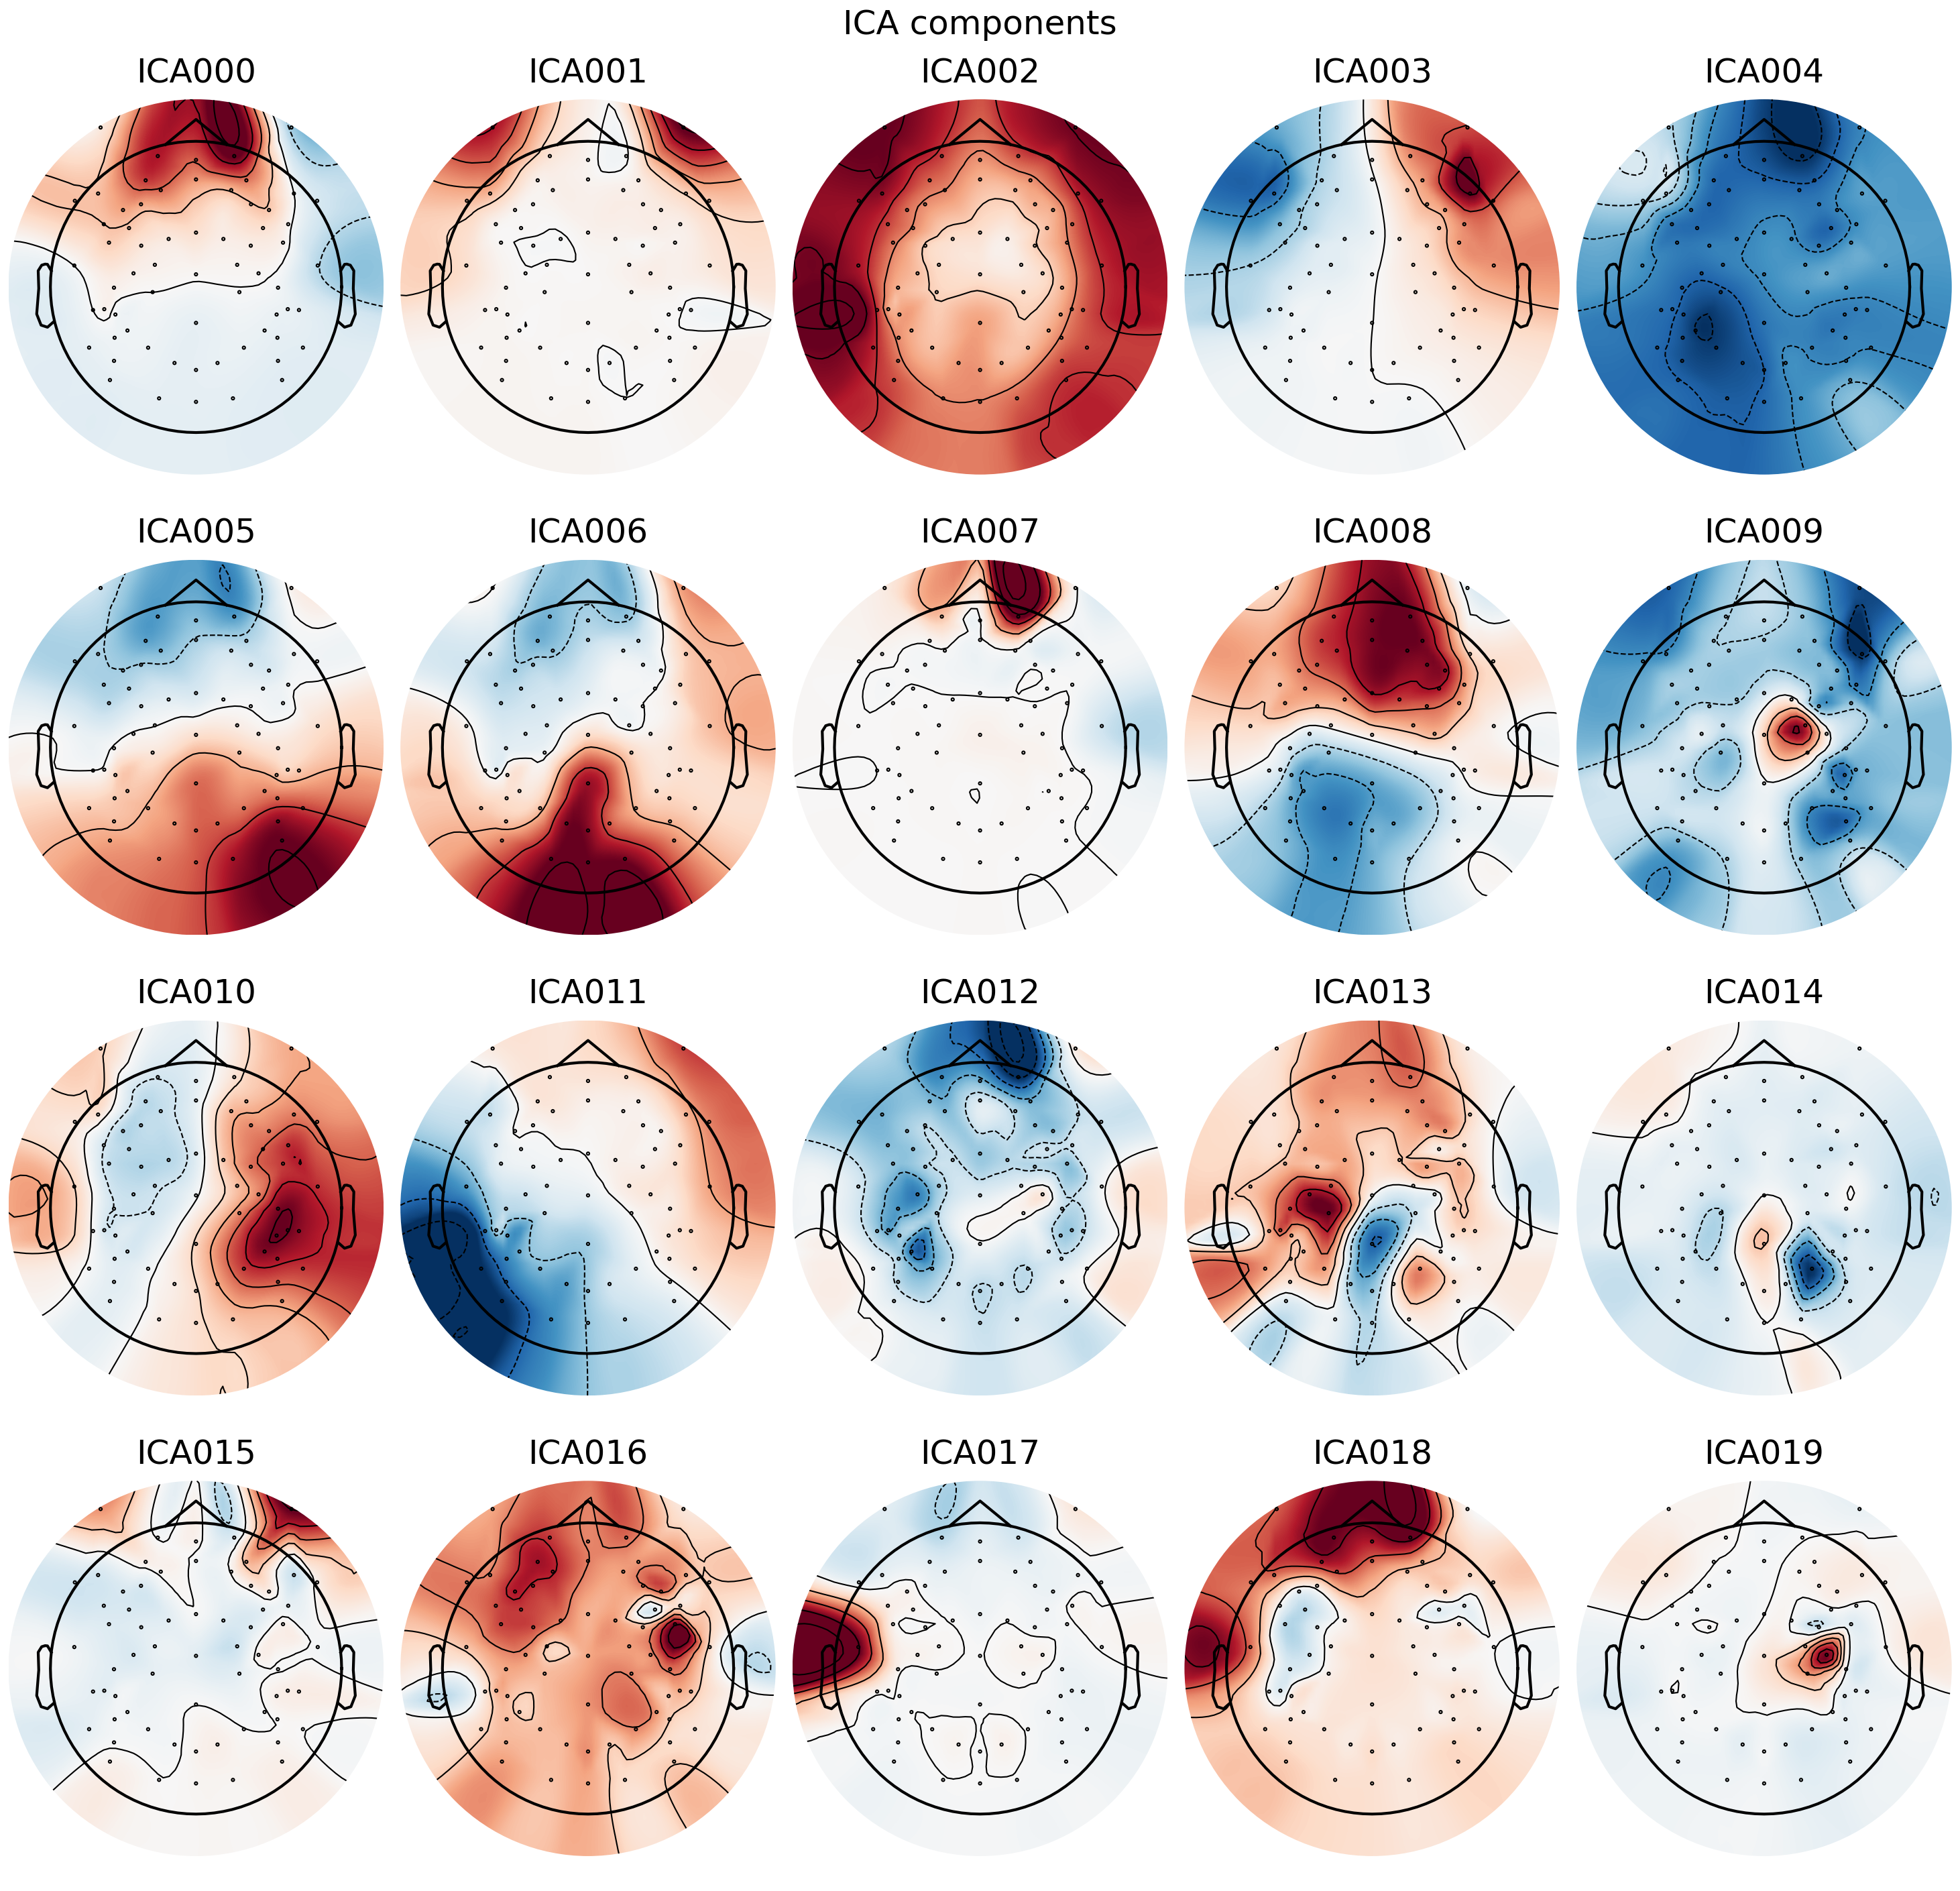 ICA components
ICA000 ICA001 ICA002 ICA003 ICA004
ICA005 ICA006 ICA007 ICA008 ICA009
ICA010 ICA011 ICA012 ICA013 ICA014
ICA015 ICA016 ICA017 ICA018 ICA019